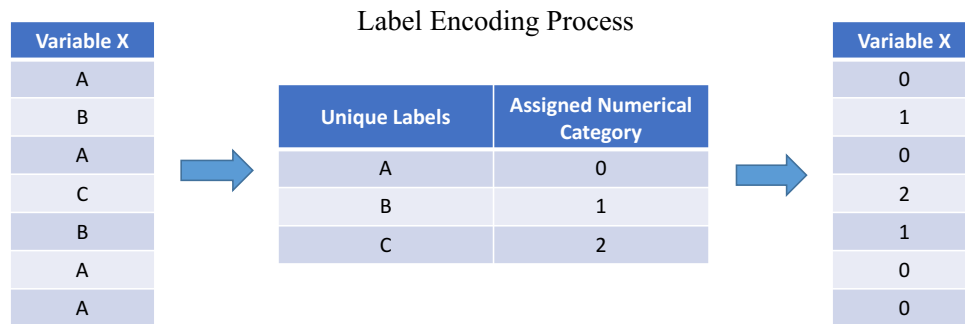 Label Encoding Process
Variable X
A
B
A
C
B
A
A
Unique Labels Assigned Numerical
Category
A 0
B 1
C 2
Variable X
0
1
0
2
1
0
0